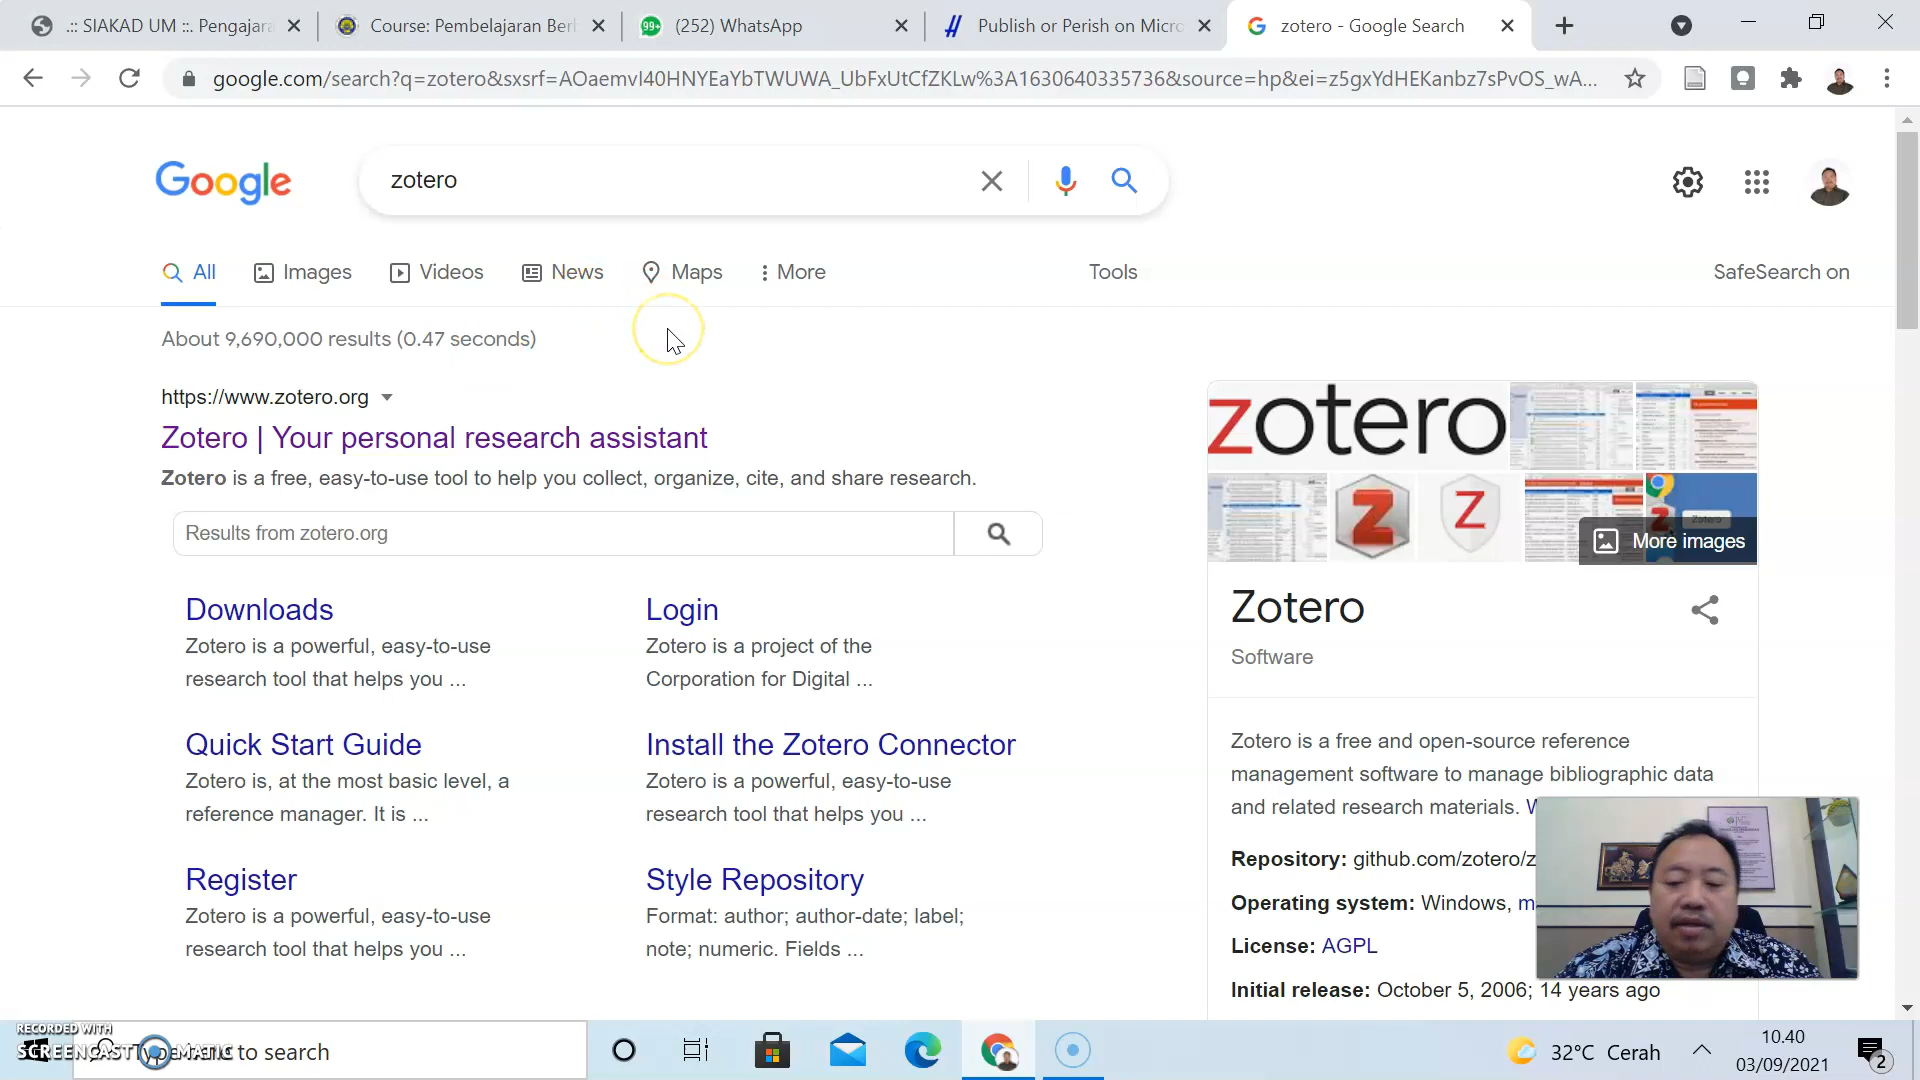 .:: SIAKAD UM ::. Pengajara
Course: Pembelajaran Berl
99+
(252) WhatsApp
Publish or Perish on Micro
zotero - Google Search
google.com/search?q=zotero&sxsrf=AOaemvI40HNYEaYbTWUWA_UbFxUtCfZKLw%3A1630640335736&source=hp&ei=z5gxYdHEKanbz7sPvOS_wA...
Google
zotero
All
Images
Videos
News
Maps
More
Tools
SafeSearch on
About 9,690,000 results (0.47 seconds)
https://www.zotero.org
Zotero | Your personal research assistant
Zotero is a free, easy-to-use tool to help you collect, organize, cite, and share research.
Results from zotero.org
Downloads
Zotero is a powerful, easy-to-use
research tool that helps you ...
Login
Zotero is a project of the
Corporation for Digital ...
Quick Start Guide
Zotero is, at the most basic level, a
reference manager. It is ...
Install the Zotero Connector
Zotero is a powerful, easy-to-use
research tool that helps you ...
Register
Zotero is a powerful, easy-to-use
research tool that helps you ...
Style Repository
Format: author; author-date; label;
note; numeric. Fields ...
zotero
More images
Zotero
Software
Zotero is a free and open-source reference
management software to manage bibliographic data
and related research materials. W
Repository: github.com/zotero/z
Operating system: Windows, m
License: AGPL
Initial release: October 5, 2006; 14 years ago
RECORDED WITH
SCREENCAST MATIC
Type here to search
32°C Cerah
10.40
03/09/2021
2